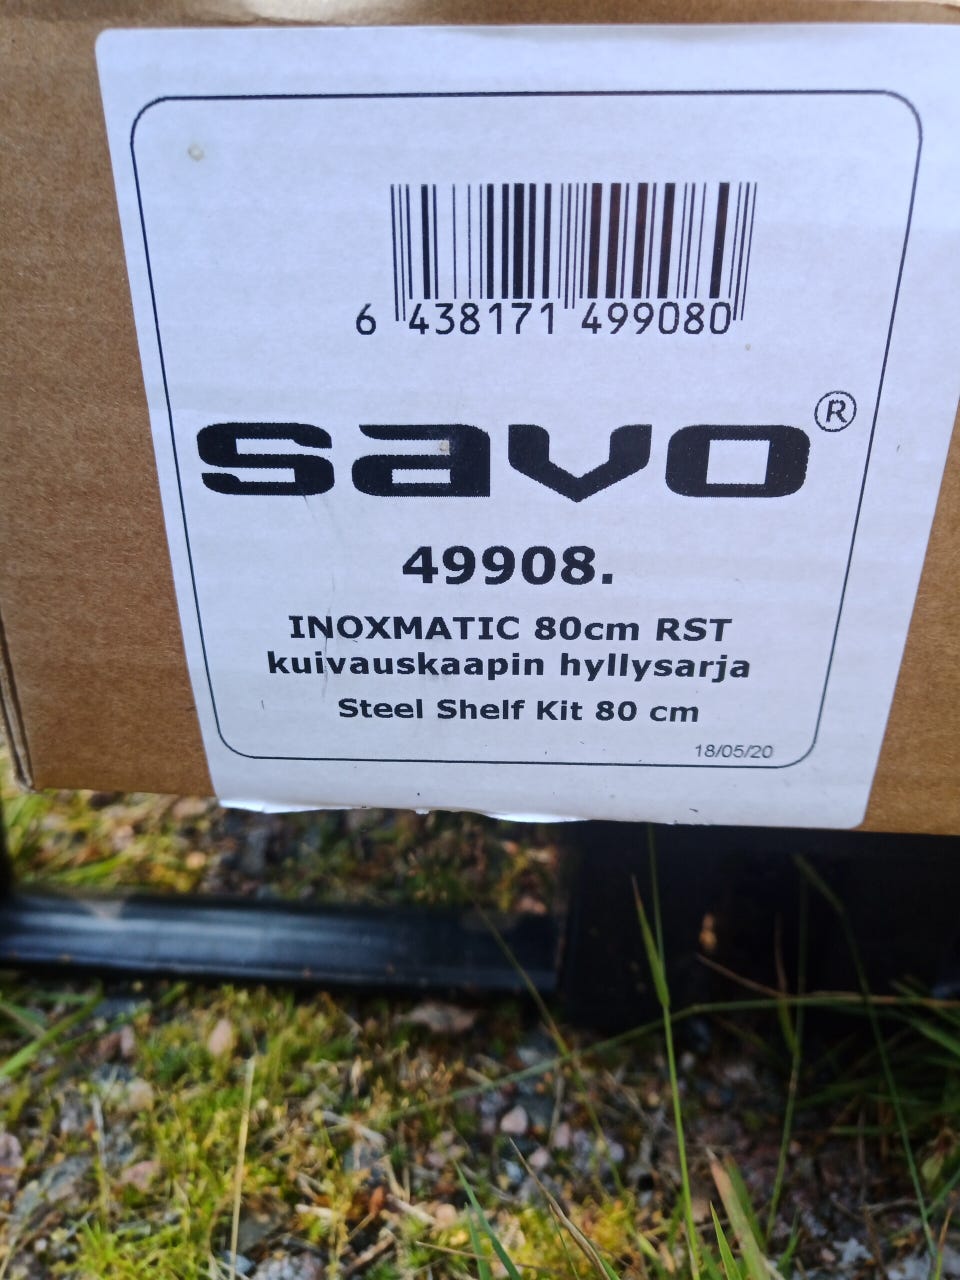 6 438171 499080
savo®
49908.
INOXMATIC 80cm RST
kuivauskaapin hyllysarja
Steel Shelf Kit 80 cm
18/05/20